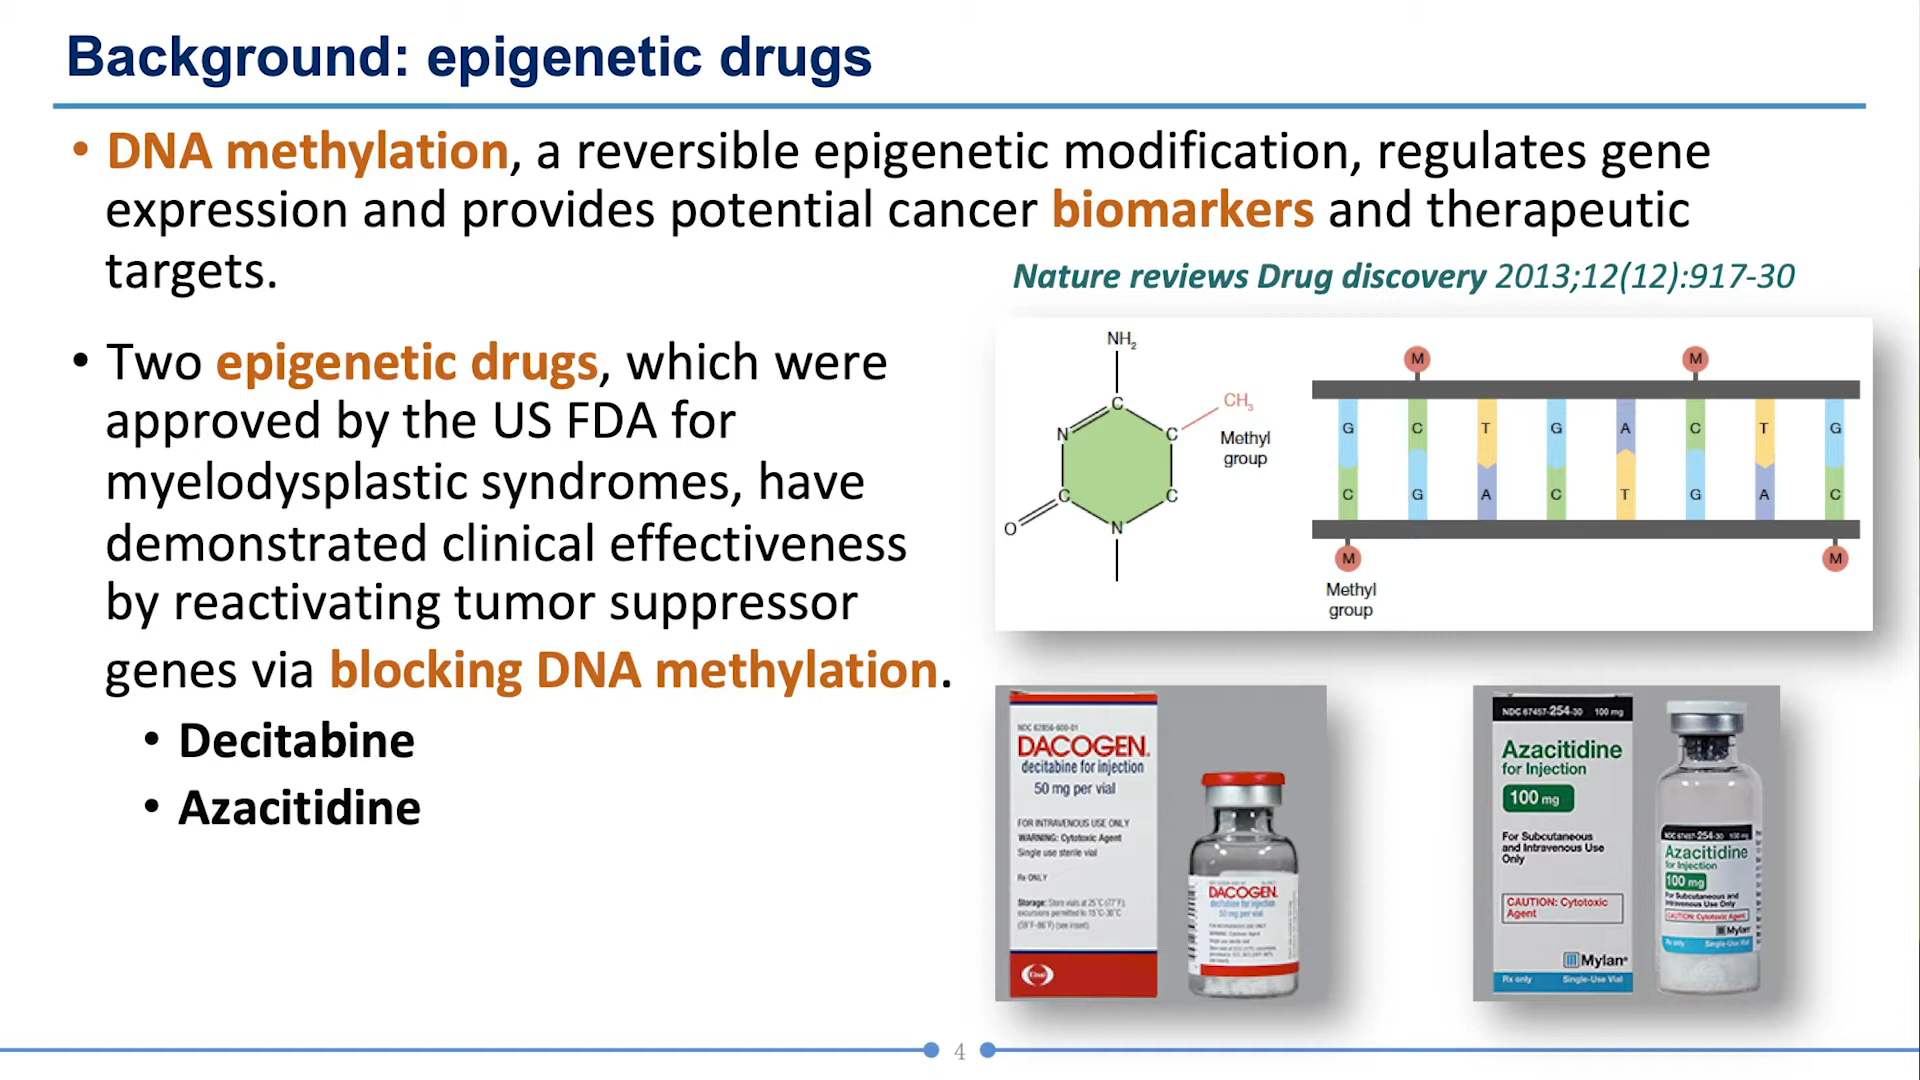 Background: epigenetic drugs
• DNA methylation, a reversible epigenetic modification, regulates gene
expression and provides potential cancer biomarkers and therapeutic
targets.
Nature reviews Drug discovery 2013;12(12):917-30
• Two epigenetic drugs, which were
approved by the US FDA for
myelodysplastic syndromes, have
demonstrated clinical effectiveness
by reactivating tumor suppressor
genes via blocking DNA methylation.
• Decitabine
• Azacitidine
NH₂
C
N
C
CH₃
Methyl
group
C
C
O
N
M M
G C T G A C T G
C G A C T G A C
M M
Methyl
group
NDC 62856-600-01
DACOGEN.
decitabine for injection
50 mg per vial
FOR INTRAVENOUS USE ONLY
WARNING: Cytotoxic Agent
Single use sterile vial
Rx ONLY
Storage: Store vials at 25°C (77°F);
excursions permitted to 15°C-30°C
(59°F-86°F) (see insert)
DACOGEN.
decitabine for injection
50 mg per vial
NDC 67457-254-30 100 mg
Azacitidine
for Injection
100 mg
For Subcutaneous
and Intravenous Use
Only
CAUTION: Cytotoxic
Agent
Mylan®
Rx only Single-Use Vial
NDC 67457-254-30 100 mg
Azacitidine
for Injection
100 mg
For Subcutaneous and
Intravenous Use Only
CAUTION: Cytotoxic Agent
Mylan
Rx only Single-Use Vial
4